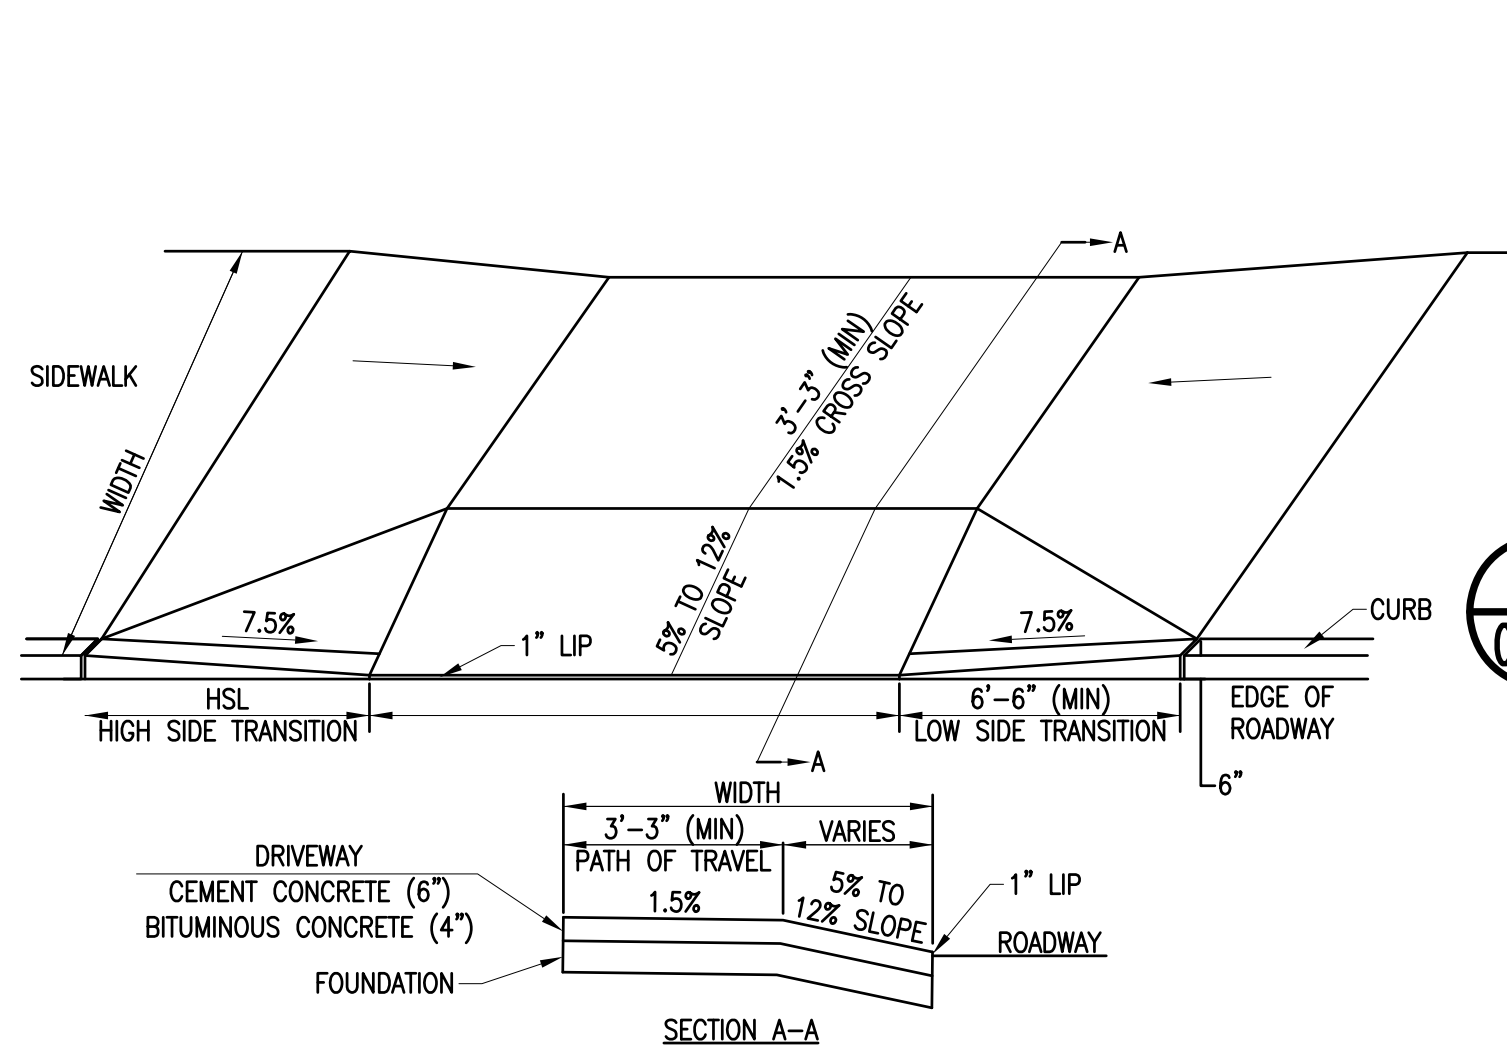 A
3'-3" (MIN)
1.5% CROSS SLOPE
SIDEWALK
WIDTH
5% TO 12%
SLOPE
7.5%
1" LIP
7.5%
CURB
HSL
HIGH SIDE TRANSITION
6'-6" (MIN)
LOW SIDE TRANSITION
EDGE OF
ROADWAY
A
6"
WIDTH
3'-3" (MIN)
VARIES
PATH OF TRAVEL
DRIVEWAY
CEMENT CONCRETE (6")
BITUMINOUS CONCRETE (4")
1.5%
5% TO
12% SLOPE
1" LIP
ROADWAY
FOUNDATION
SECTION A-A